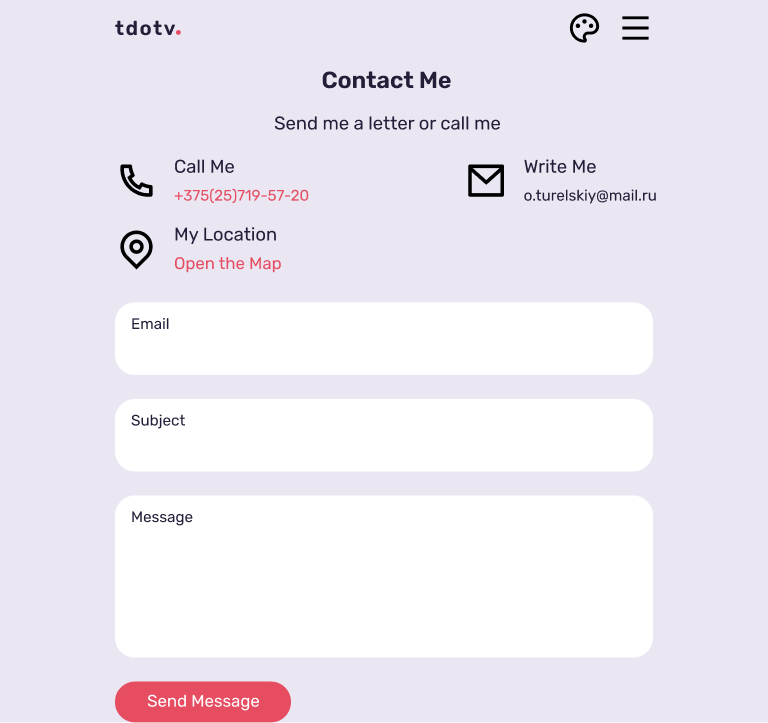 tdotv.
Contact Me
Send me a letter or call me
Call Me
+375(25)719-57-20
Write Me
o.turelskiy@mail.ru
My Location
Open the Map
Email
Subject
Message
Send Message